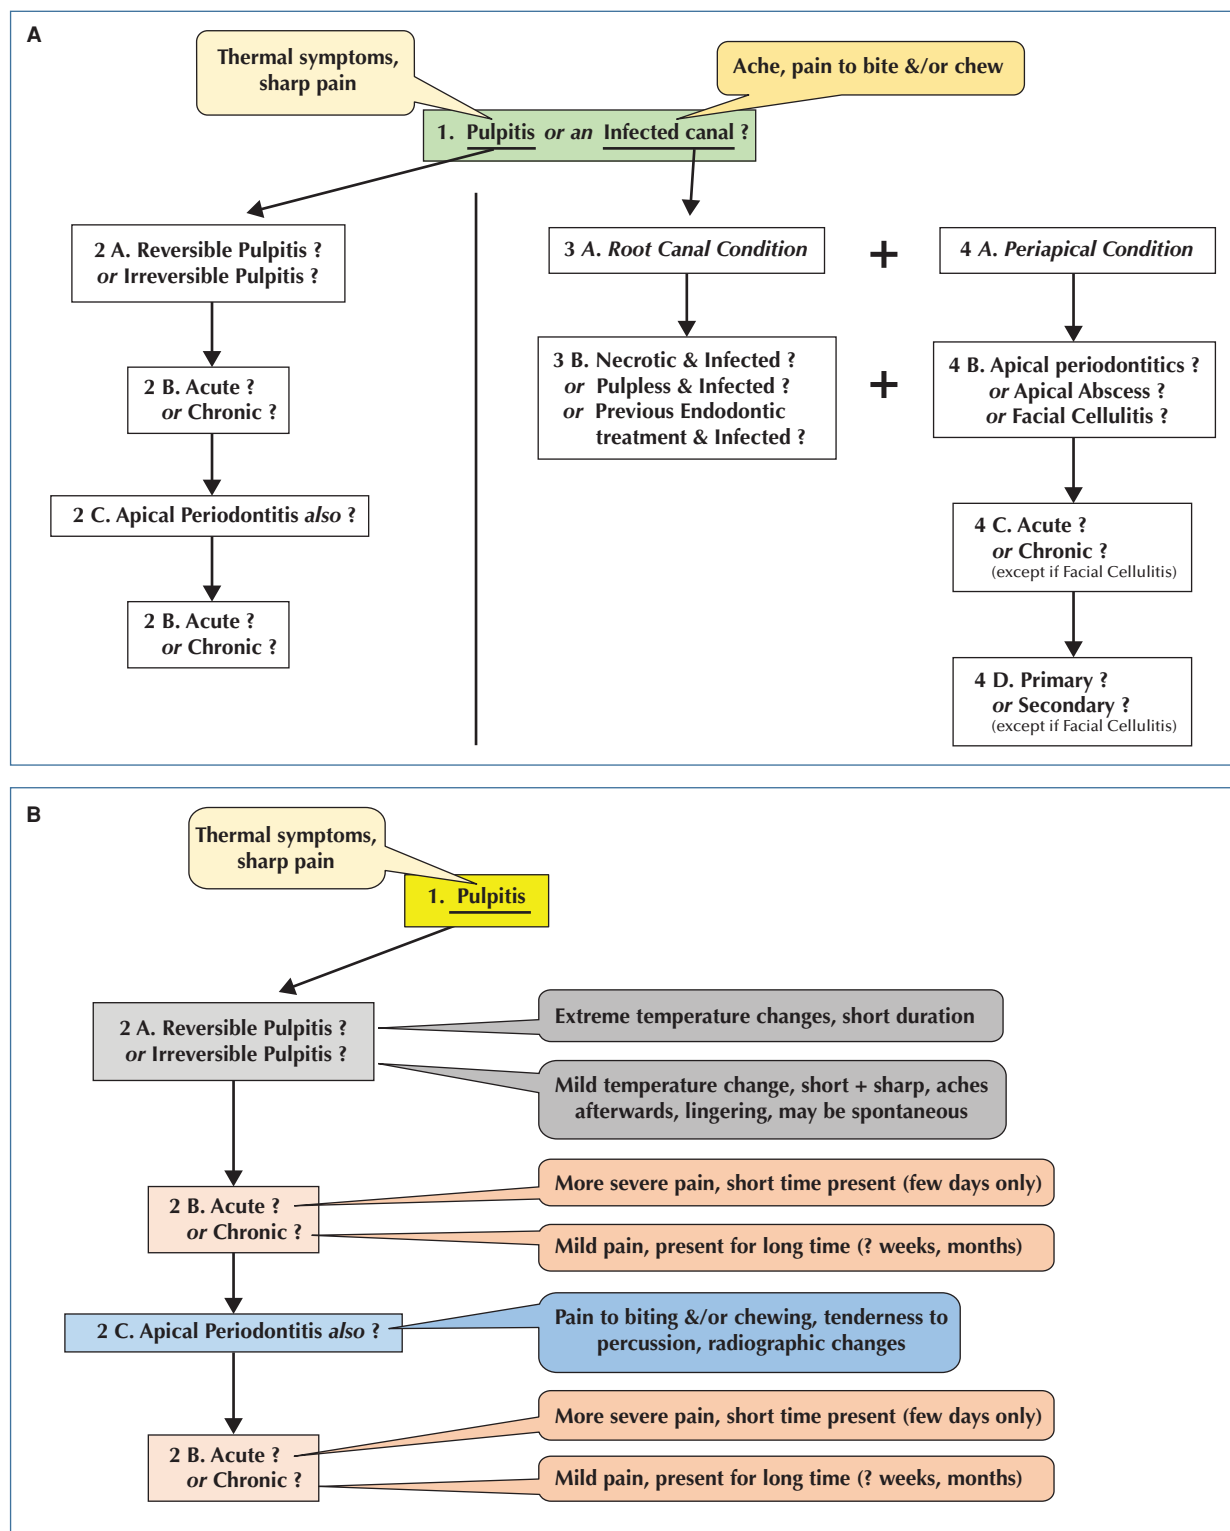 A
Thermal symptoms,
sharp pain
Ache, pain to bite &/or chew
1. Pulpitis or an Infected canal ?
2 A. Reversible Pulpitis ?
or Irreversible Pulpitis ?
2 B. Acute ?
or Chronic ?
2 C. Apical Periodontitis also ?
2 B. Acute ?
or Chronic ?
3 A. Root Canal Condition
+
4 A. Periapical Condition
3 B. Necrotic & Infected ?
or Pulpless & Infected ?
or Previous Endodontic
treatment & Infected ?
+
4 B. Apical periodontitics ?
or Apical Abscess ?
or Facial Cellulitis ?
4 C. Acute ?
or Chronic ?
(except if Facial Cellulitis)
4 D. Primary ?
or Secondary ?
(except if Facial Cellulitis)
B
Thermal symptoms,
sharp pain
1. Pulpitis
2 A. Reversible Pulpitis ?
or Irreversible Pulpitis ?
Extreme temperature changes, short duration
Mild temperature change, short + sharp, aches
afterwards, lingering, may be spontaneous
2 B. Acute ?
or Chronic ?
More severe pain, short time present (few days only)
Mild pain, present for long time (? weeks, months)
2 C. Apical Periodontitis also ?
Pain to biting &/or chewing, tenderness to
percussion, radiographic changes
2 B. Acute ?
or Chronic ?
More severe pain, short time present (few days only)
Mild pain, present for long time (? weeks, months)